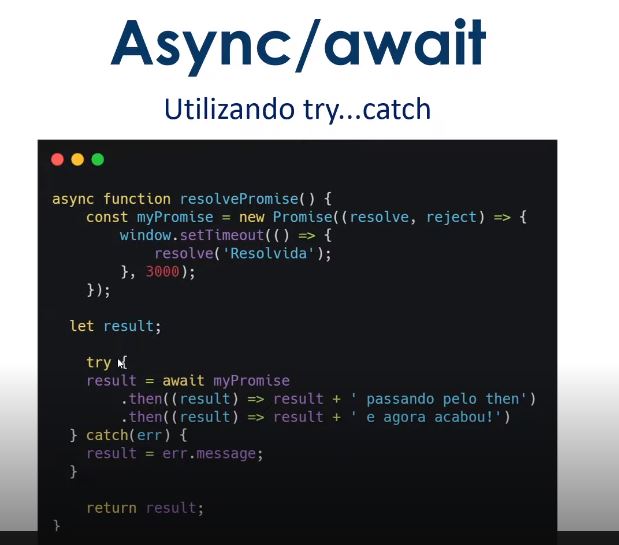 Async/await
Utilizando try...catch
async function resolvePromise() {
    const myPromise = new Promise((resolve, reject) => {
        window.setTimeout(() => {
            resolve('Resolvida');
        }, 3000);
    });

  let result;

    try {
    result = await myPromise
        .then((result) => result + ' passando pelo then')
        .then((result) => result + ' e agora acabou!')
  } catch(err) {
    result = err.message;
  }

    return result;
}